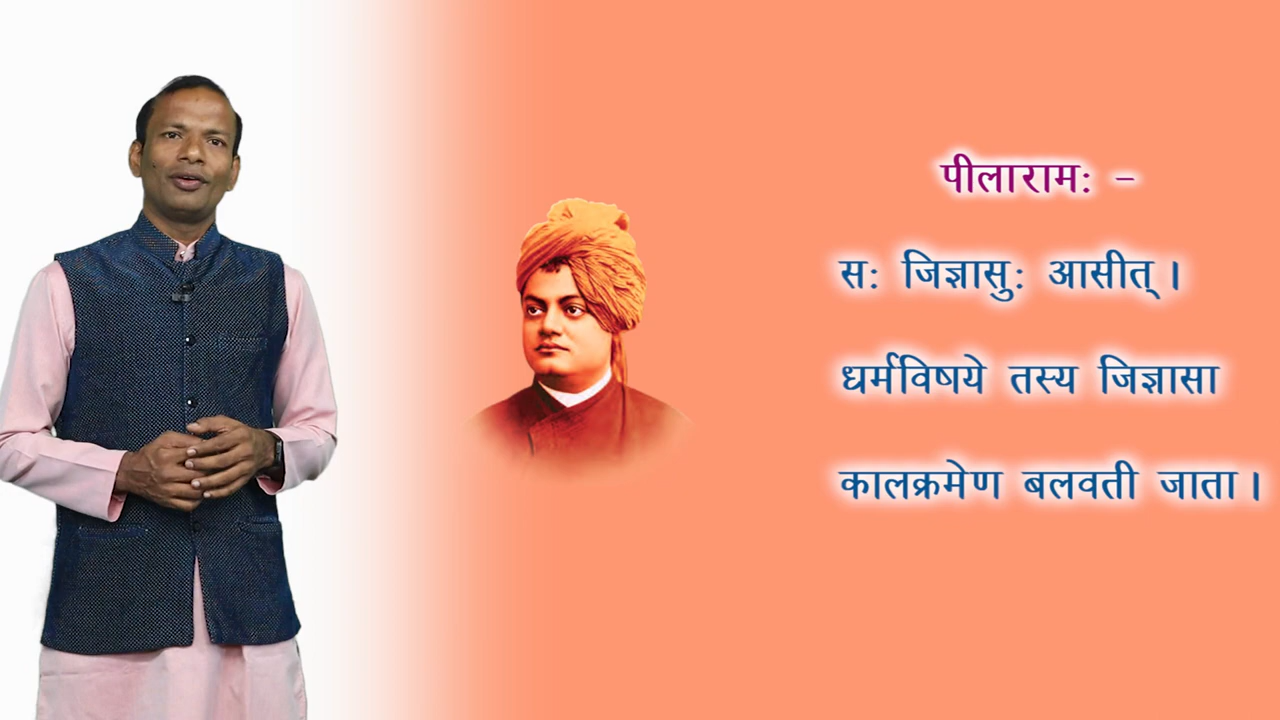 पीलारामः –
सः जिज्ञासुः आसीत् ।
धर्मविषये तस्य जिज्ञासा
कालक्रमेण बलवती जाता ।